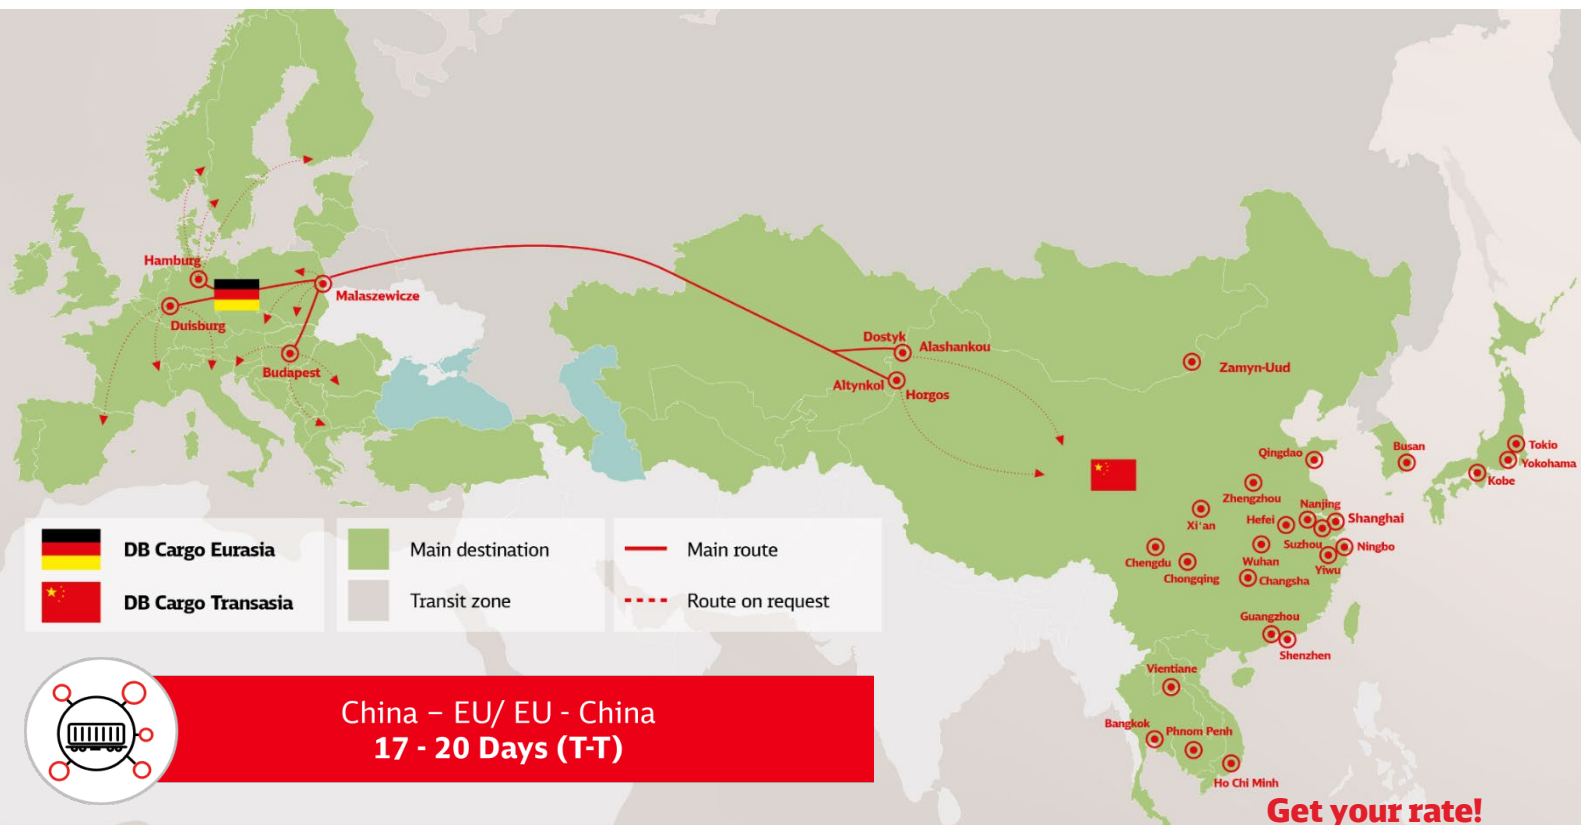 Hamburg
Duisburg
Malaszewicze
Budapest
Dostyk
Alashankou
Altynkol
Horgos
Zamyn-Uud
Qingdao
Busan
Tokio
Yokohama
Kobe
Zhengzhou
Nanjing
Xi'an
Hefei
Shanghai
Suzhou
Ningbo
Chengdu
Wuhan
Yiwu
Chongqing
Changsha
Guangzhou
Shenzhen
Vientiane
Bangkok
Phnom Penh
Ho Chi Minh
DB Cargo Eurasia
DB Cargo Transasia
Main destination
Transit zone
Main route
Route on request
China – EU/ EU - China
17 - 20 Days (T-T)
Get your rate!